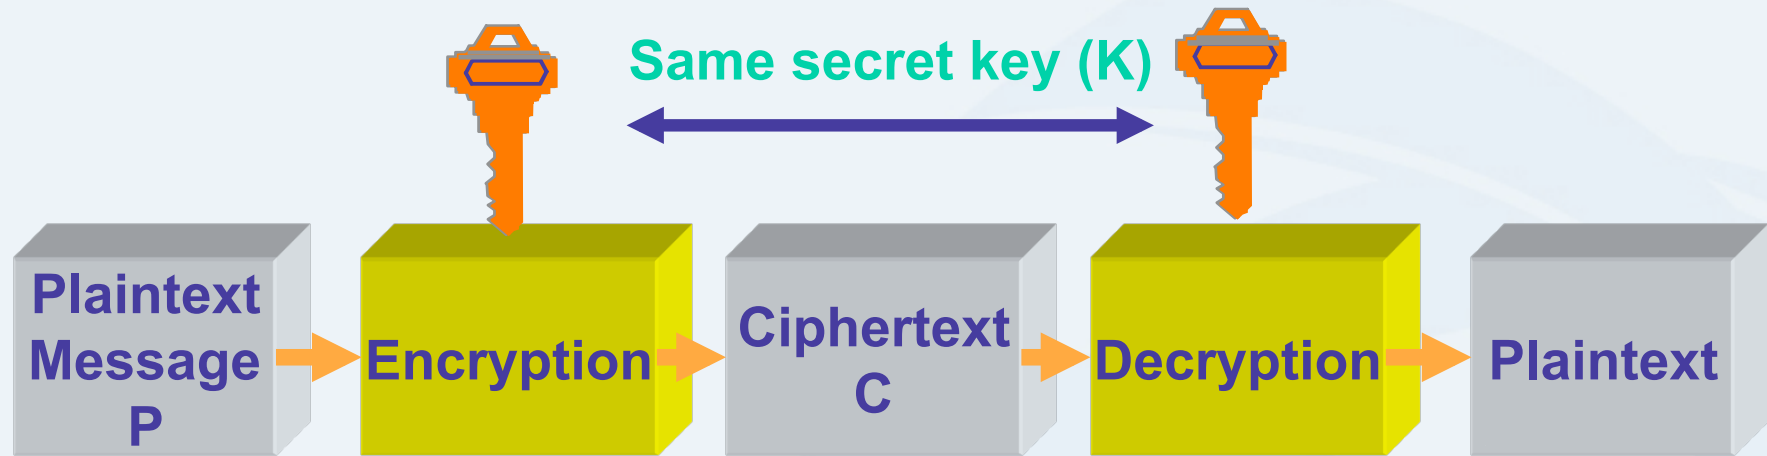 Same secret key (K)
Plaintext
Message
P
Encryption
Ciphertext
C
Decryption
Plaintext